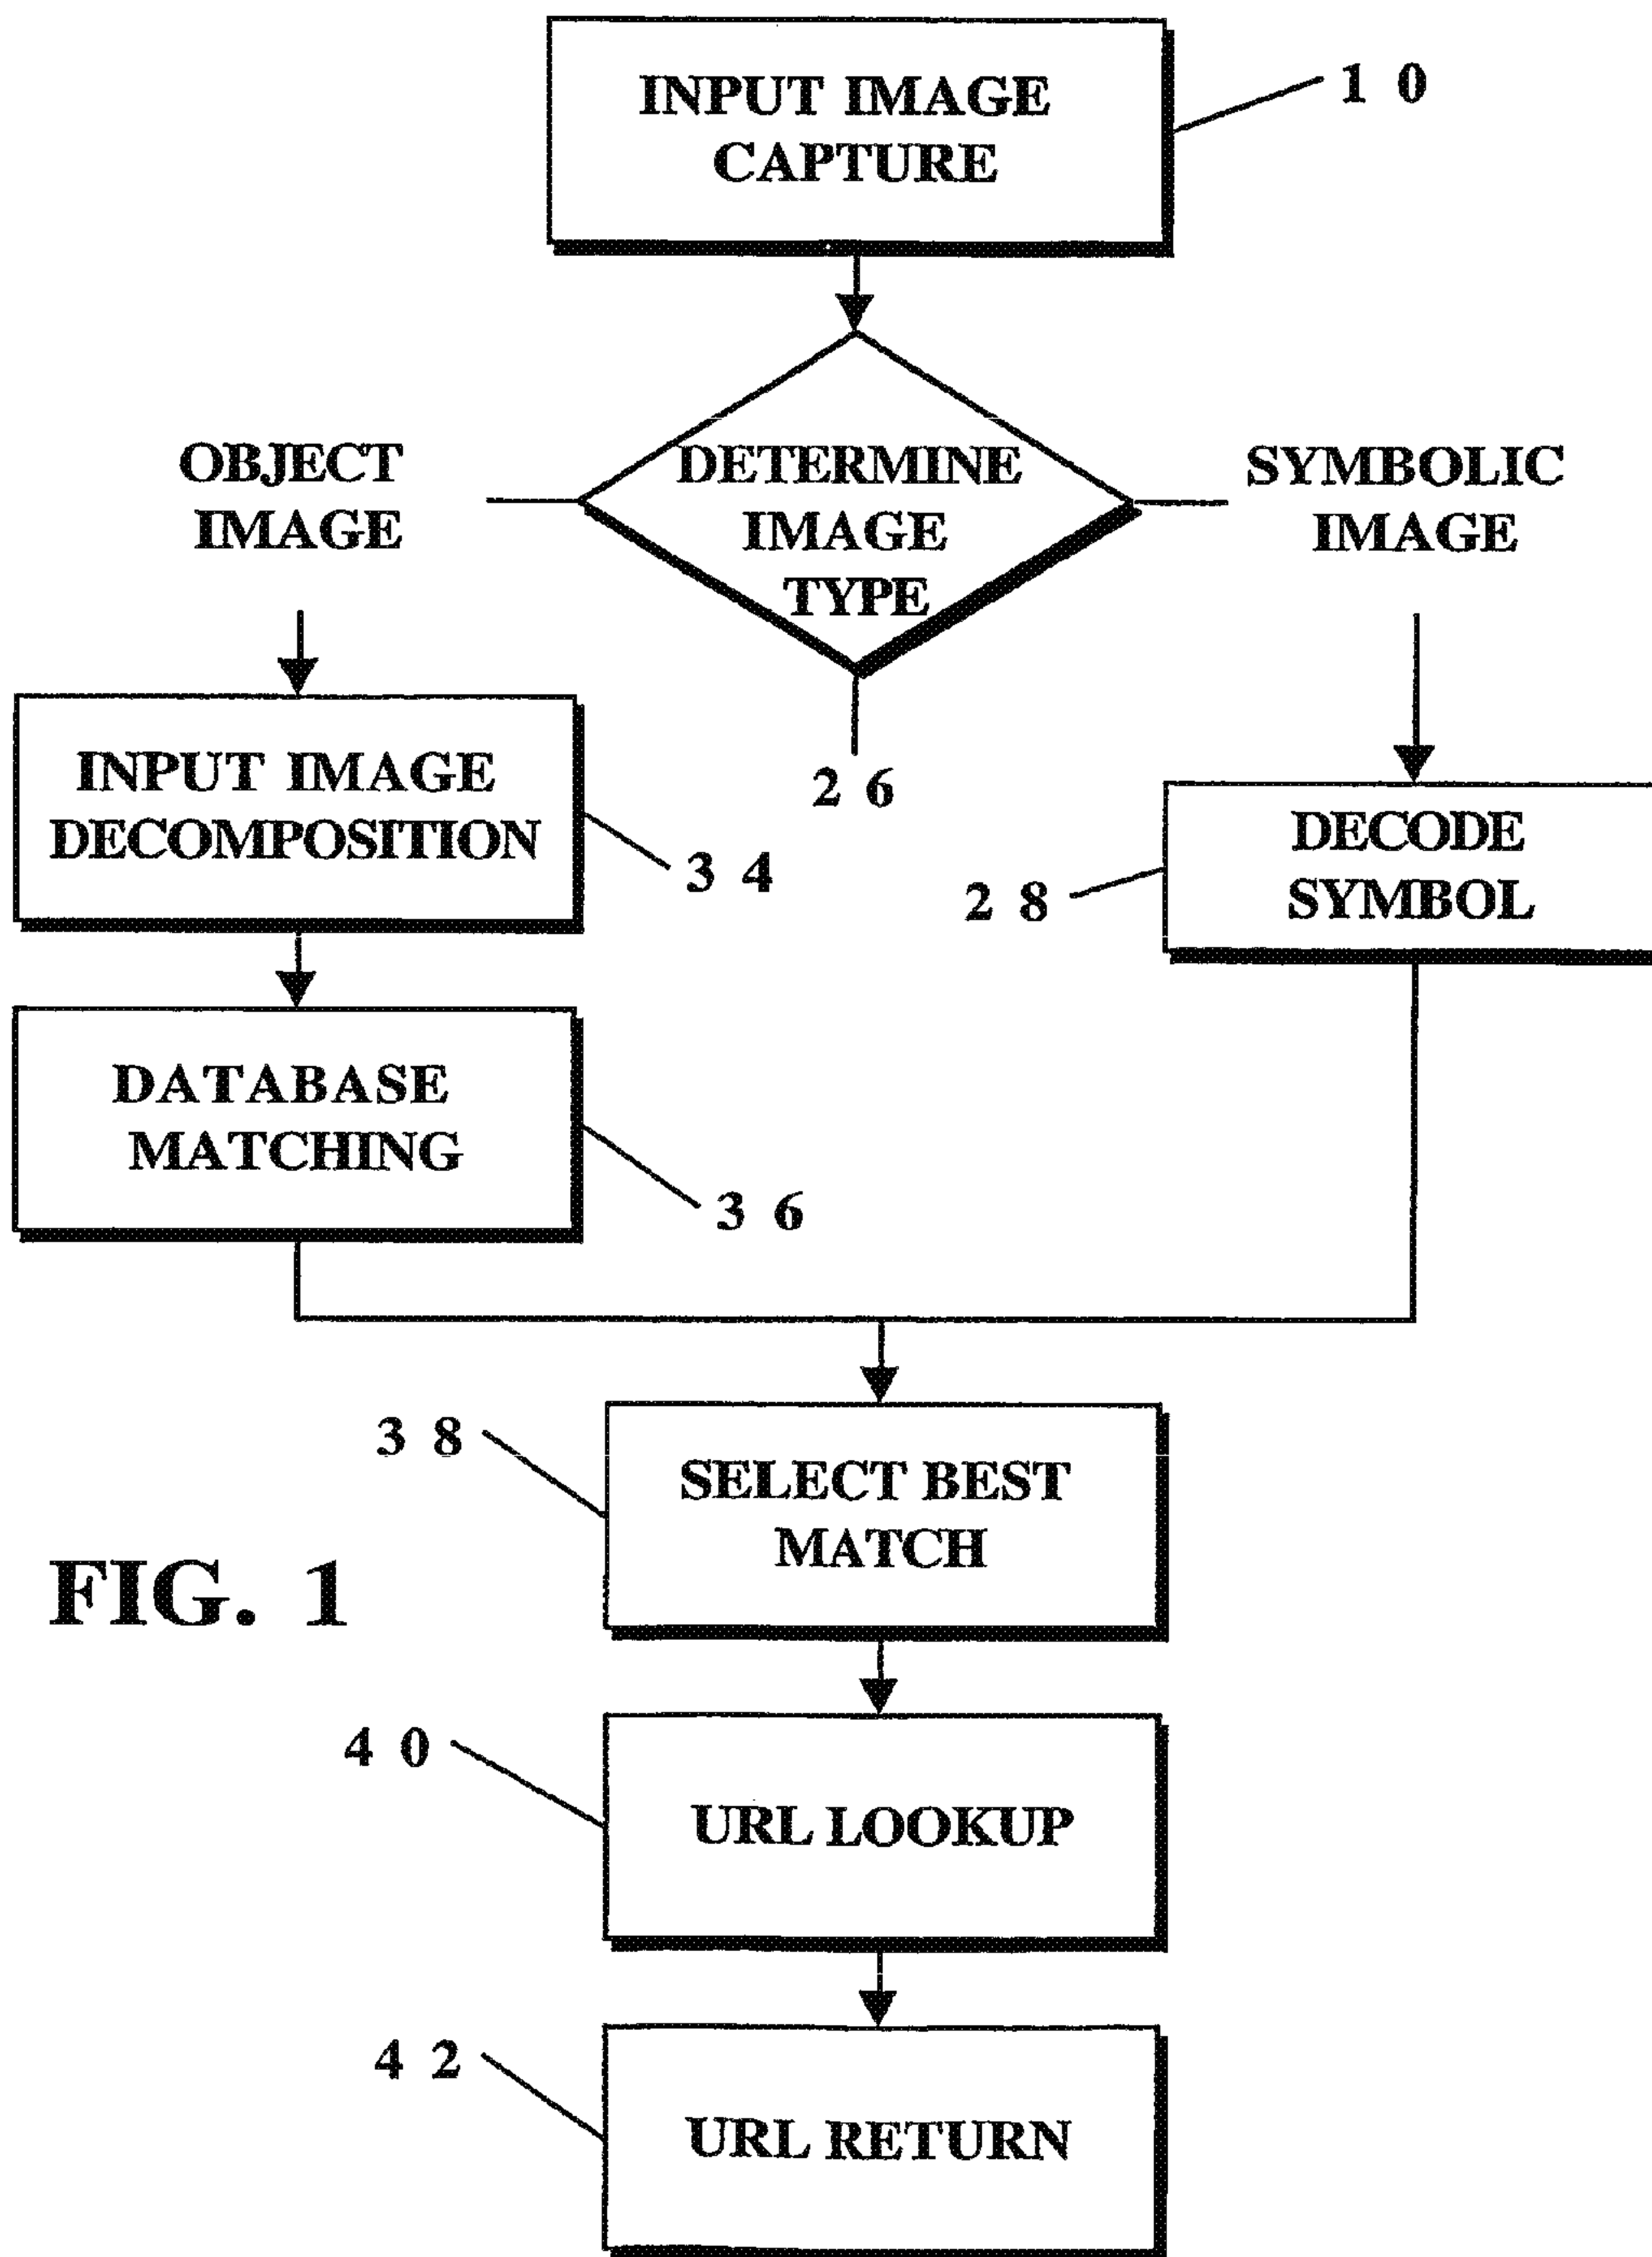 INPUT IMAGE
CAPTURE
1 0
OBJECT
IMAGE
DETERMINE
IMAGE
TYPE
SYMBOLIC
IMAGE
2 6
INPUT IMAGE
DECOMPOSITION
3 4
DECODE
SYMBOL
2 8
DATABASE
MATCHING
3 6
3 8
SELECT BEST
MATCH
FIG. 1
4 0
URL LOOKUP
4 2
URL RETURN